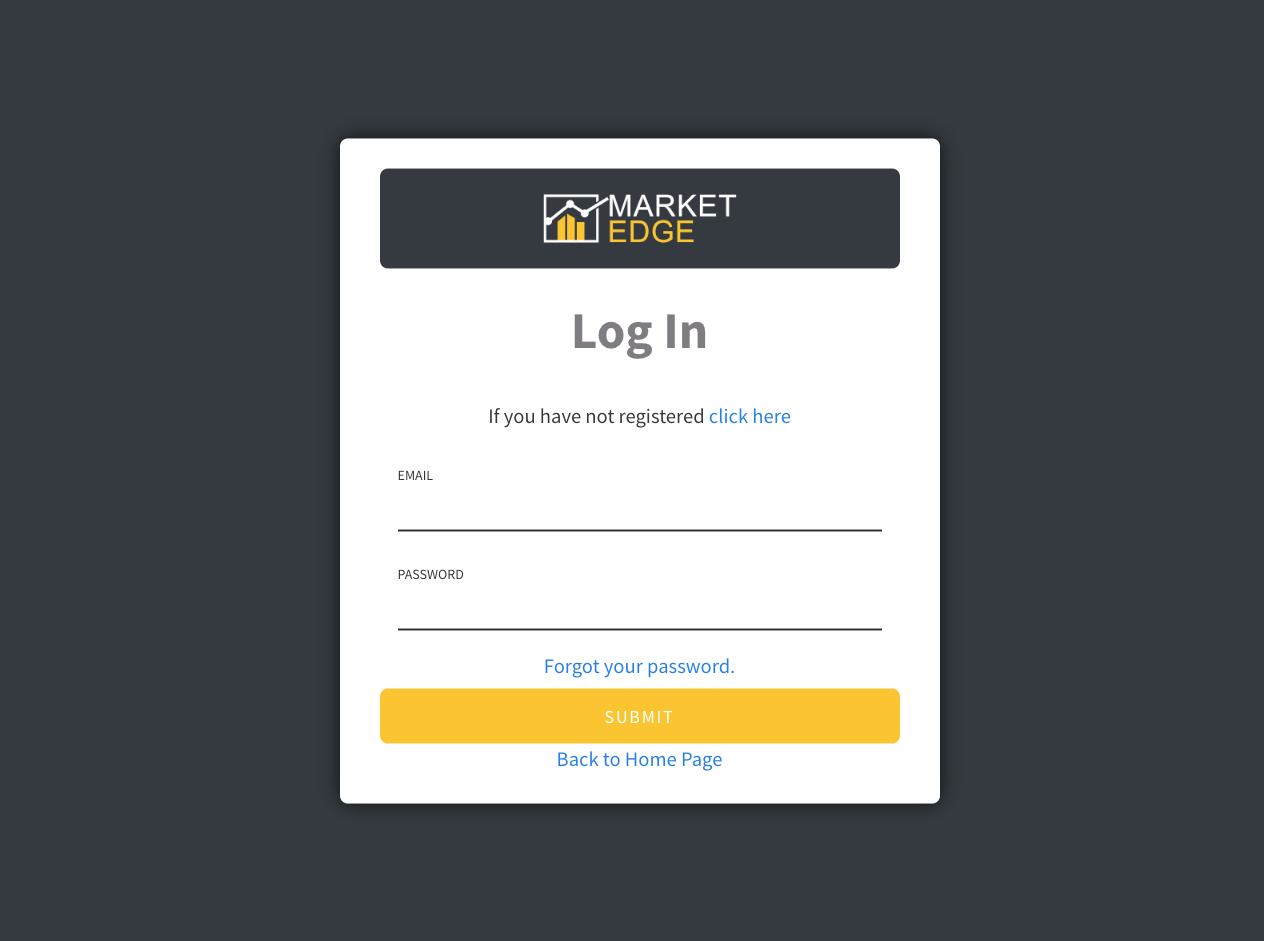 MARKET
EDGE
Log In
If you have not registered click here
EMAIL
PASSWORD
Forgot your password.
SUBMIT
Back to Home Page